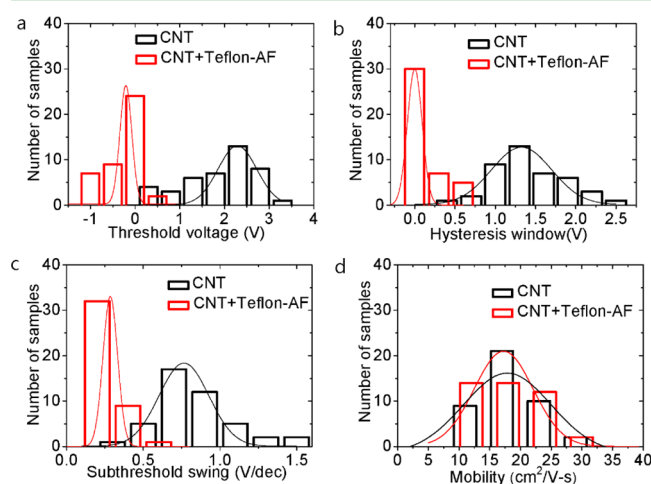 a
CNT
CNT+Teflon-AF
Number of samples
40
30
20
10
0
-1 0 1 2 3 4
Threshold voltage (V)
b
CNT
CNT+Teflon-AF
Number of samples
40
30
20
10
0
0.0 0.5 1.0 1.5 2.0 2.5
Hysteresis window(V)
c
CNT
CNT+Teflon-AF
Number of samples
40
30
20
10
0
0.0 0.5 1.0 1.5
Subthreshold swing (V/dec)
d
CNT
CNT+Teflon-AF
Number of samples
40
30
20
10
0
0 5 10 15 20 25 30 35 40
Mobility (cm²/V-s)